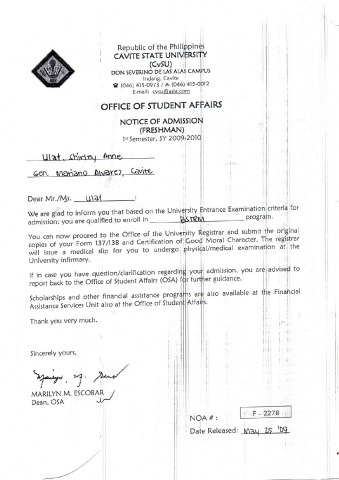 Republic of the Philippines
CAVITE STATE UNIVERSITY
(CvSU)
DON SEVERINO DE LAS ALAS CAMPUS
Indang, Cavite
☎ (046) 415-0973 / (046) 415-0012
E-mail: cvsu@asia.com
OFFICE OF STUDENT AFFAIRS
NOTICE OF ADMISSION
(FRESHMAN)
1st Semester, SY 2009-2010
Ulat, Shirley Anne
Gen. Mariano Alvarez, Cavite
Dear Mr./Ms. Ulat :
We are glad to inform you that based on the University Entrance Examination criteria for
admission; you are qualified to enroll in BSTRM program.
You can now proceed to the Office of the University Registrar and submit the original
copies of your Form 137/138 and Certification of Good Moral Character. The registrar
will issue a medical slip for you to undergo physical/medical examination at the
University infirmary.
If in case you have question/clarification regarding your admission, you are advised to
report back to the Office of Student Affairs (OSA) for further guidance.
Scholarships and other financial assistance programs are also available at the Financial
Assistance Services Unit also at the Office of Student Affairs.
Thank you very much.
Sincerely yours,
MARILYN M. ESCOBAR
Dean, OSA
NOA # : F - 2278
Date Released: May 25 '09